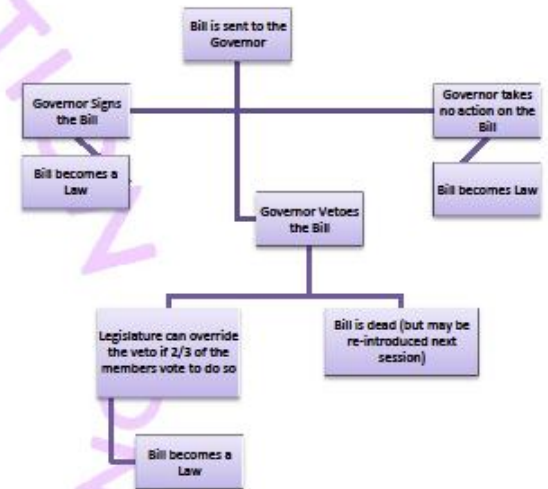 Bill is sent to the
Governor
Governor Signs
the Bill
Governor takes
no action on the
Bill
Bill becomes a
Law
Bill becomes Law
Governor Vetoes
the Bill
Legislature can override
the veto if 2/3 of the
members vote to do so
Bill is dead (but may be
re-introduced next
session)
Bill becomes a
Law